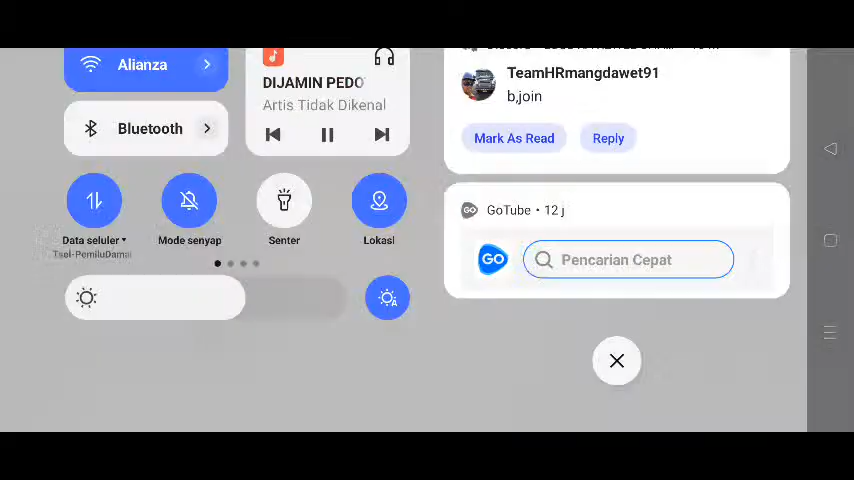 Alianza
Bluetooth
DIJAMIN PEDO
Artis Tidak Dikenal
Data seluler
Tsel-PemiluDamai
Mode senyap
Senter
Lokasi
A
TeamHRmangdawet91
b,join
Mark As Read
Reply
GO
GoTube • 12 j
GO
Pencarian Cepat